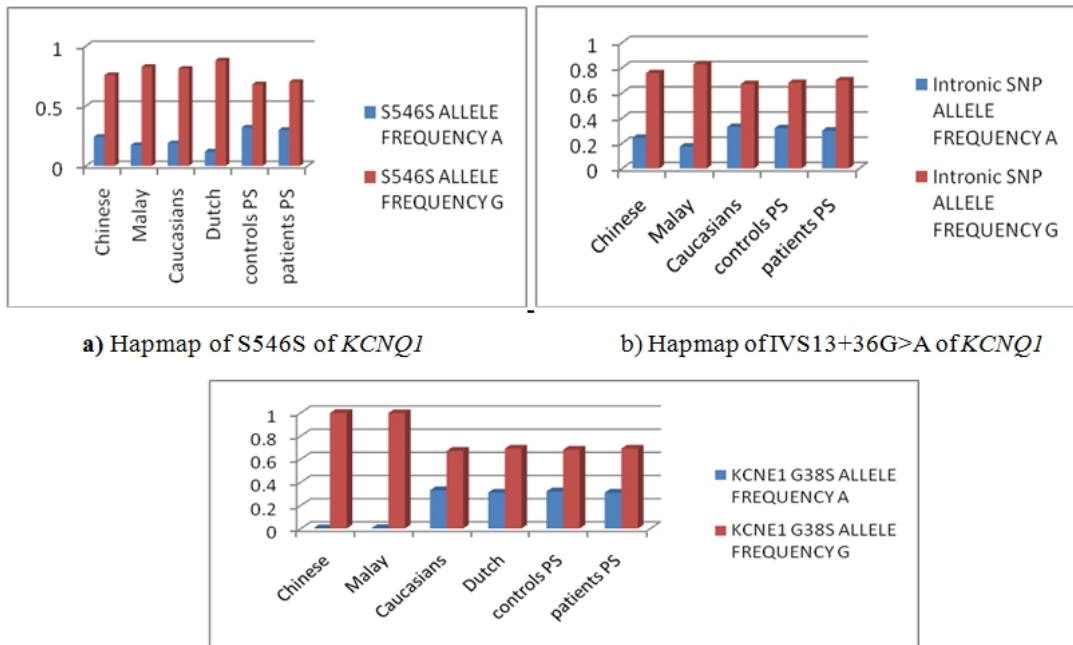 1
0.5
0
Chinese
Malay
Caucasians
Dutch
controls PS
patients PS
S546S ALLELE
FREQUENCY A
S546S ALLELE
FREQUENCY G
1
0.8
0.6
0.4
0.2
0
Chinese
Malay
Caucasians
controls PS
patients PS
Intronic SNP
ALLELE
FREQUENCY A
Intronic SNP
ALLELE
FREQUENCY G
a) Hapmap of S546S of KCNQ1
b) Hapmap of IVS13+36G>A of KCNQ1
1
0.8
0.6
0.4
0.2
0
Chinese
Malay
Caucasians
Dutch
controls PS
patients PS
KCNE1 G38S ALLELE
FREQUENCY A
KCNE1 G38S ALLELE
FREQUENCY G